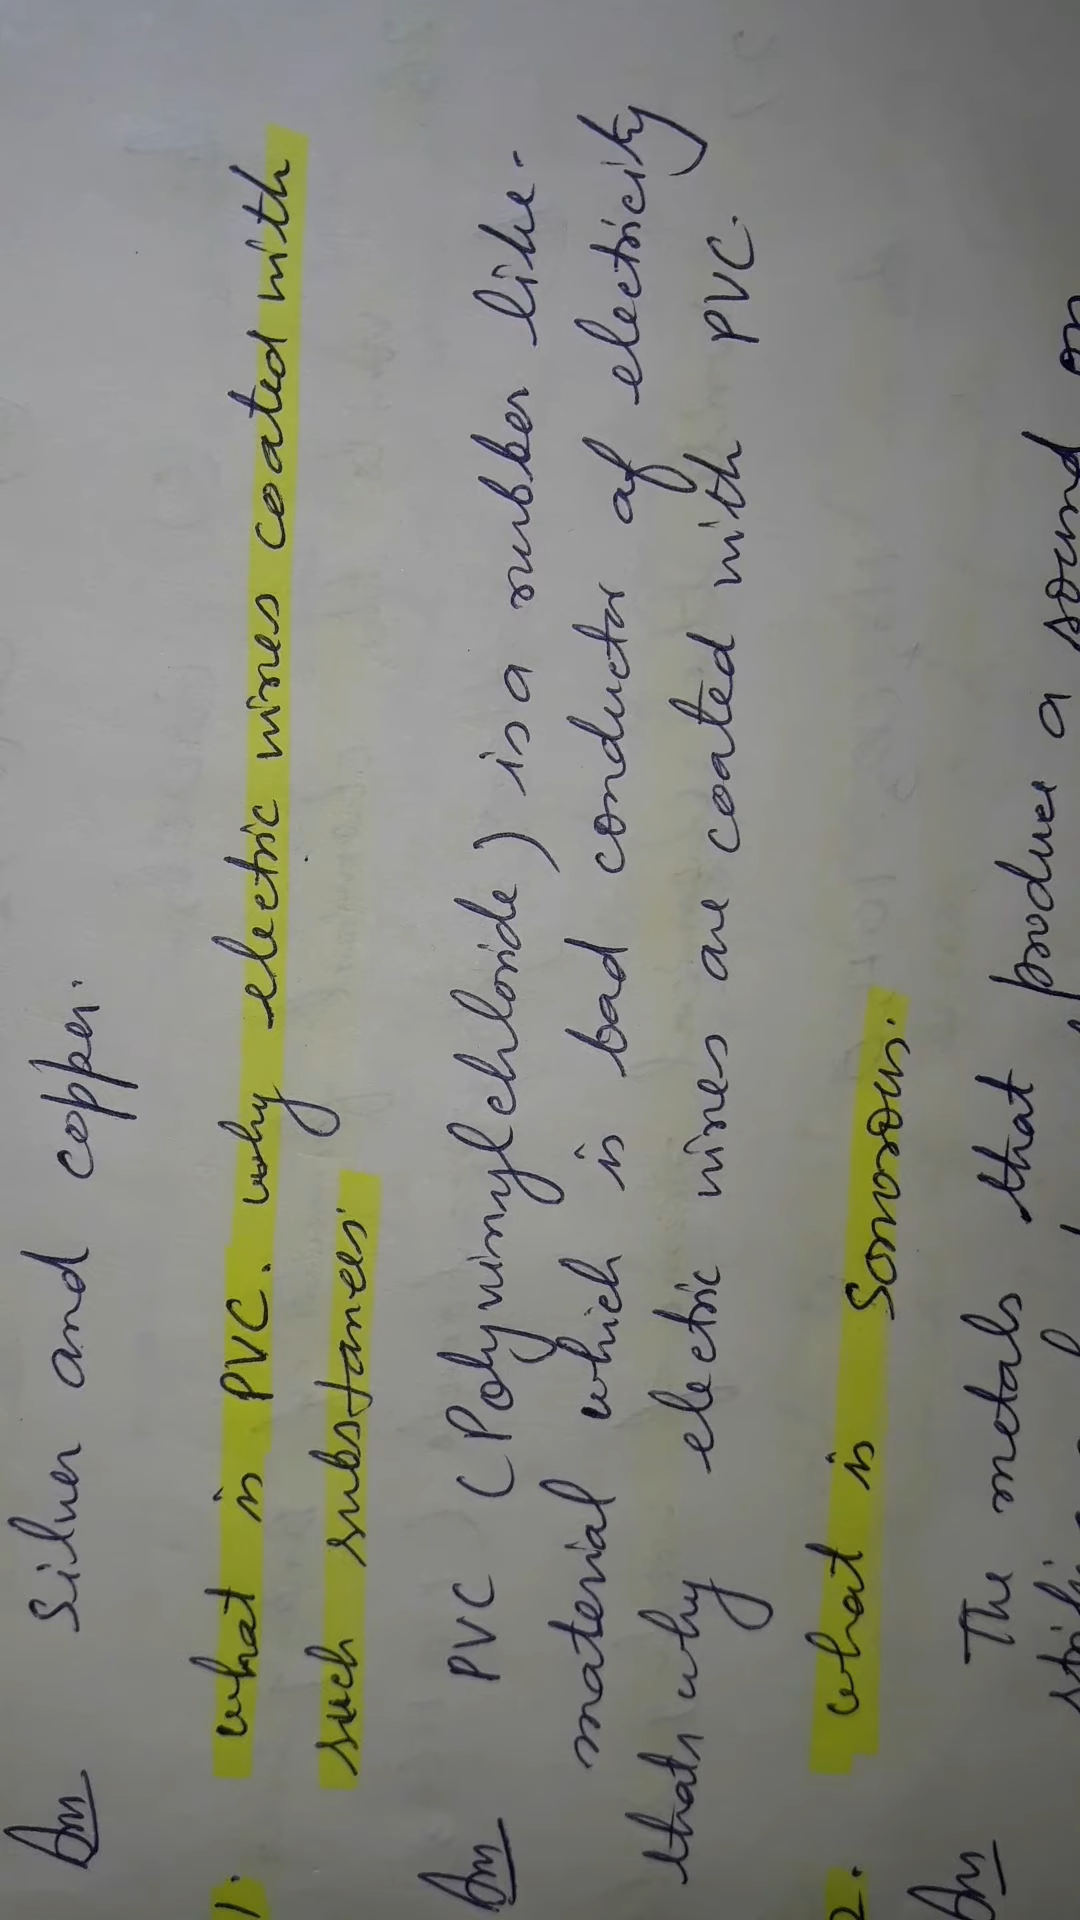 Ans Silver and copper.
1. what is PVC. why electric wires coated with
such substances.
Ans PVC (Polyvinylchloride) is a rubber like.
material which is bad conductor of electricity
thats why electric wires are coated with PVC.
2. what is Sonorous.
Ans The metals that produce a sound on